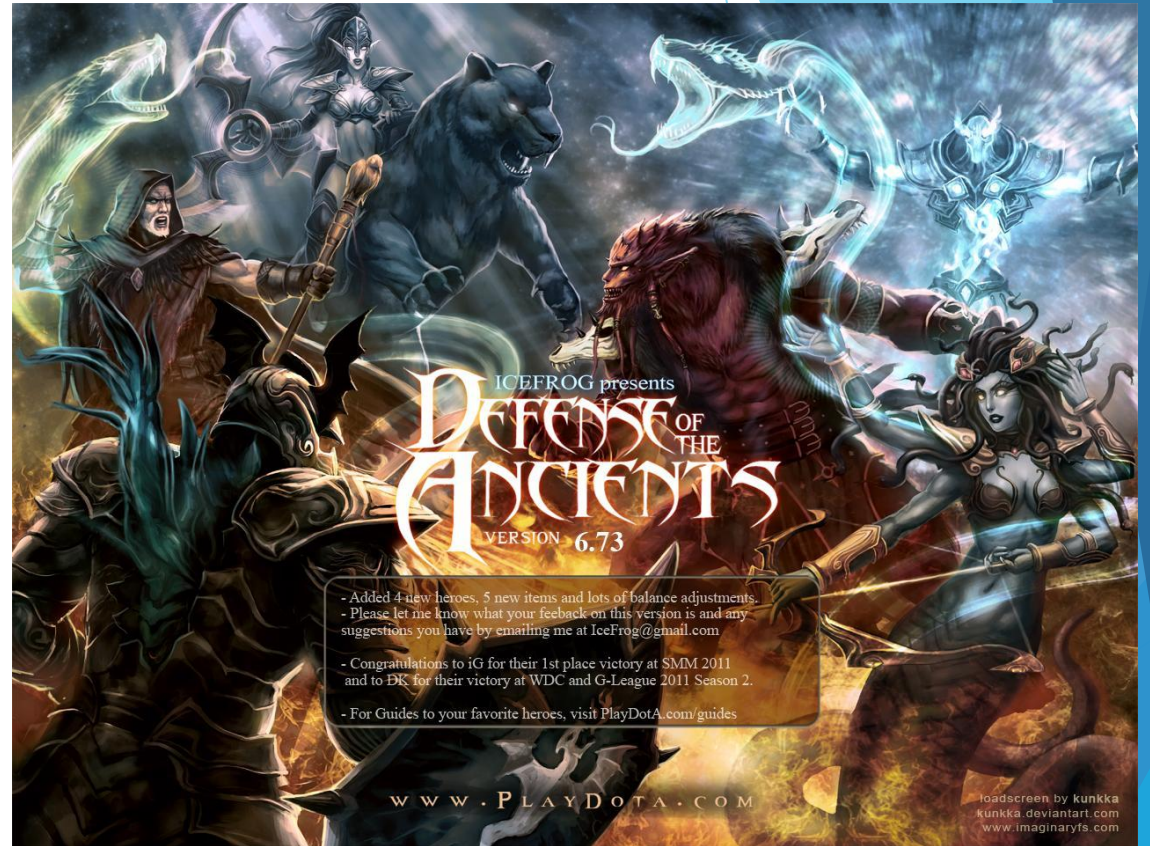 ICEFROG presents
DEFENSE OF THE
ANCIENTS
VERSION 6.73
- Added 4 new heroes, 5 new items and lots of balance adjustments.
- Please let me know what your feeback on this version is and any
suggestions you have by emailing me at IceFrog@gmail.com
- Congratulations to iG for their 1st place victory at SMM 2011
and to DK for their victory at WDC and G-League 2011 Season 2.
- For Guides to your favorite heroes, visit PlayDotA.com/guides
WWW.PLAYDOTA.COM
loadscreen by kunkka
kunkka.deviantart.com
www.imaginaryfs.com